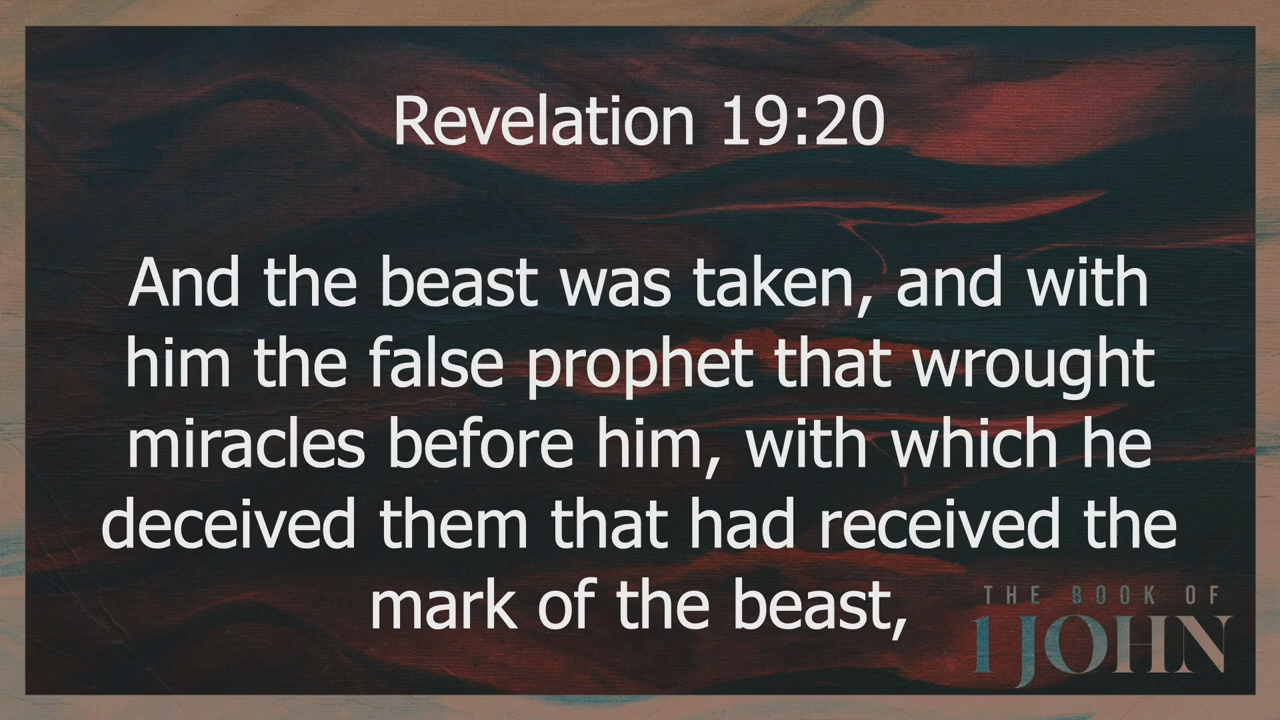 Revelation 19:20
And the beast was taken, and with
him the false prophet that wrought
miracles before him, with which he
deceived them that had received the
mark of the beast,
THE BOOK OF
1 JOHN